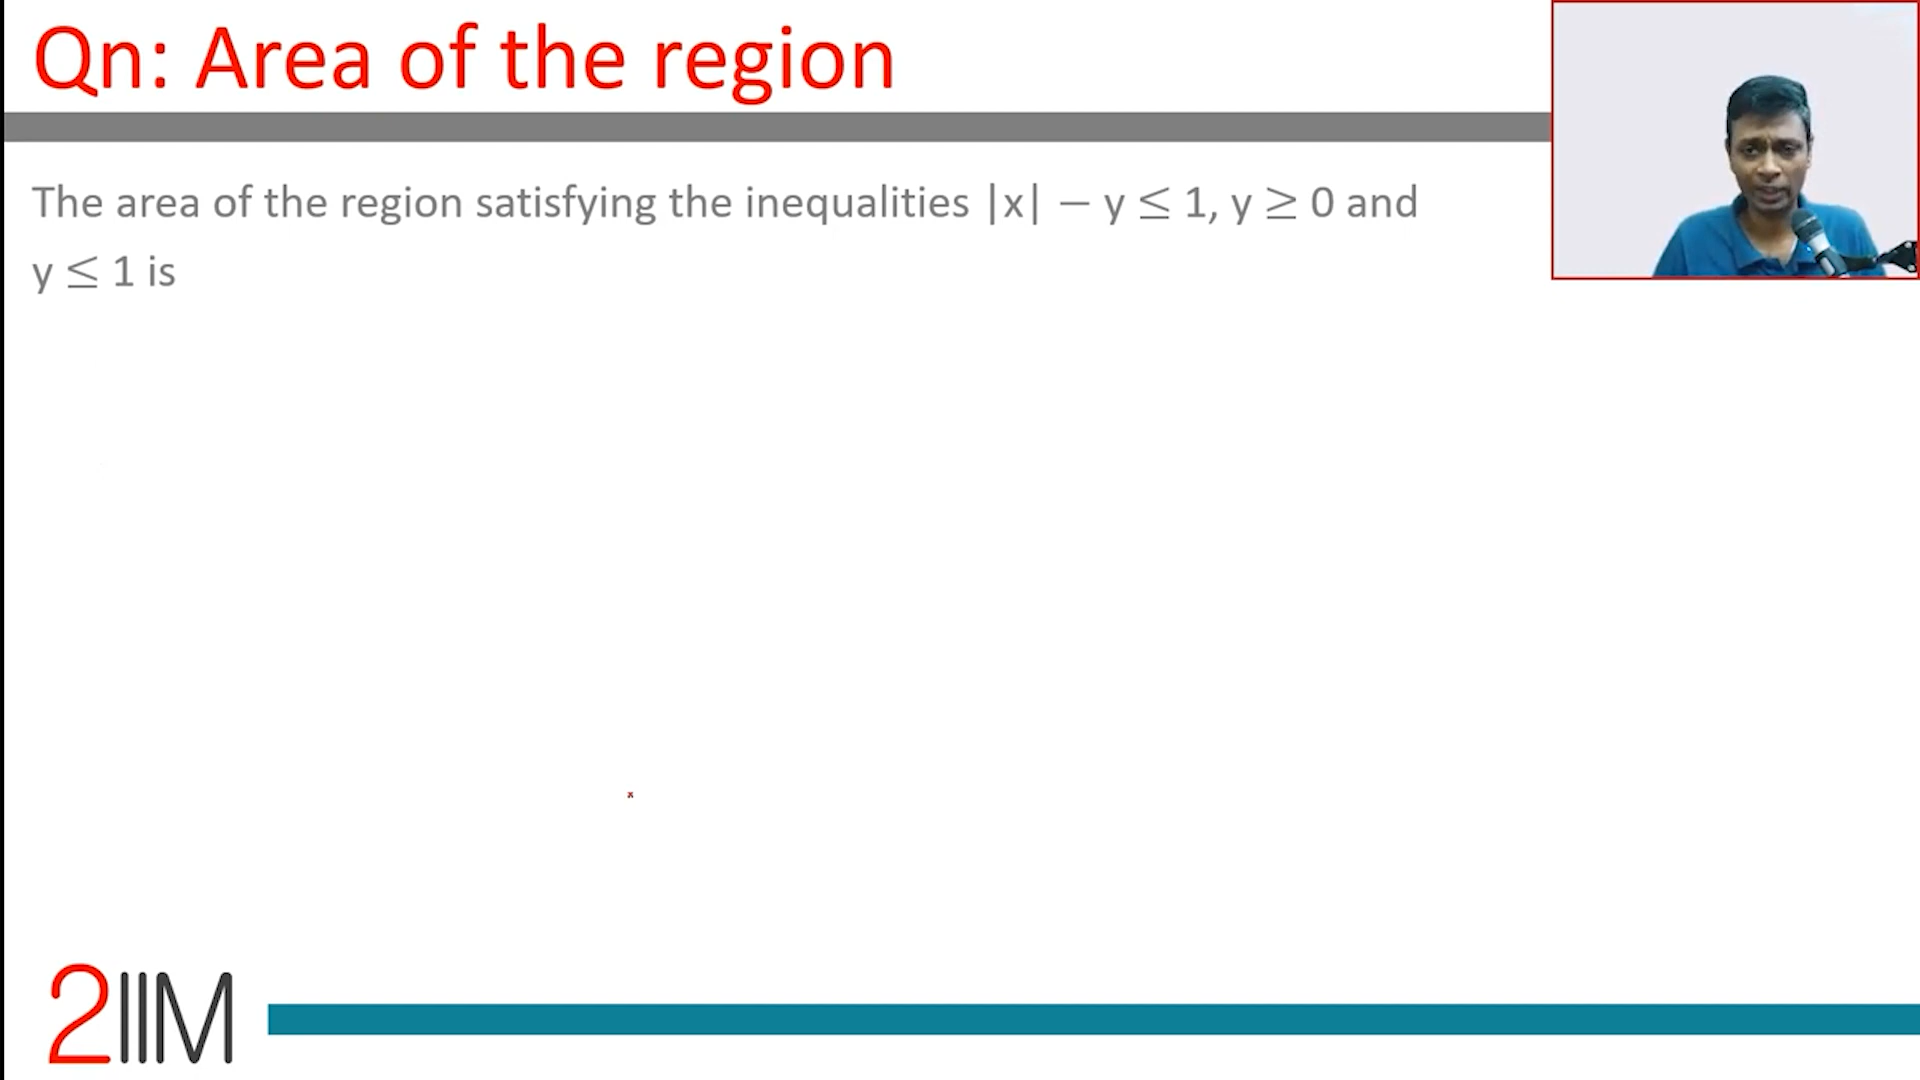 Qn: Area of the region
The area of the region satisfying the inequalities |x| − y ≤ 1, y ≥ 0 and
y ≤ 1 is
2IIM